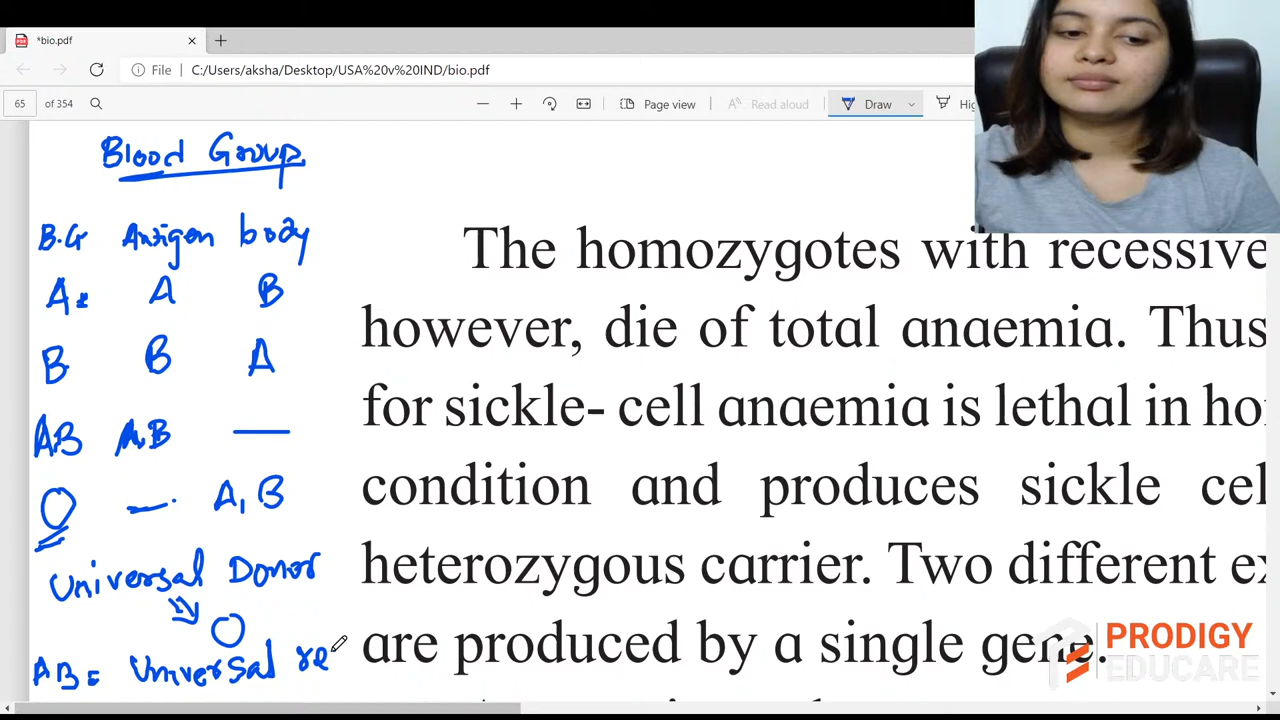 *bio.pdf
File C:/Users/aksha/Desktop/USA%20v%20IND/bio.pdf
65 of 354 Page view Read aloud Draw Hig
Blood Group
B.G Antigen body
A A B
B B A
AB A,B —
O — A, B
Universal Donor
O
AB = Universal re
The homozygotes with recessive
however, die of total anaemia. Thus
for sickle- cell anaemia is lethal in ho
condition and produces sickle cel
heterozygous carrier. Two different ex
are produced by a single gene.
PRODIGY
EDUCARE